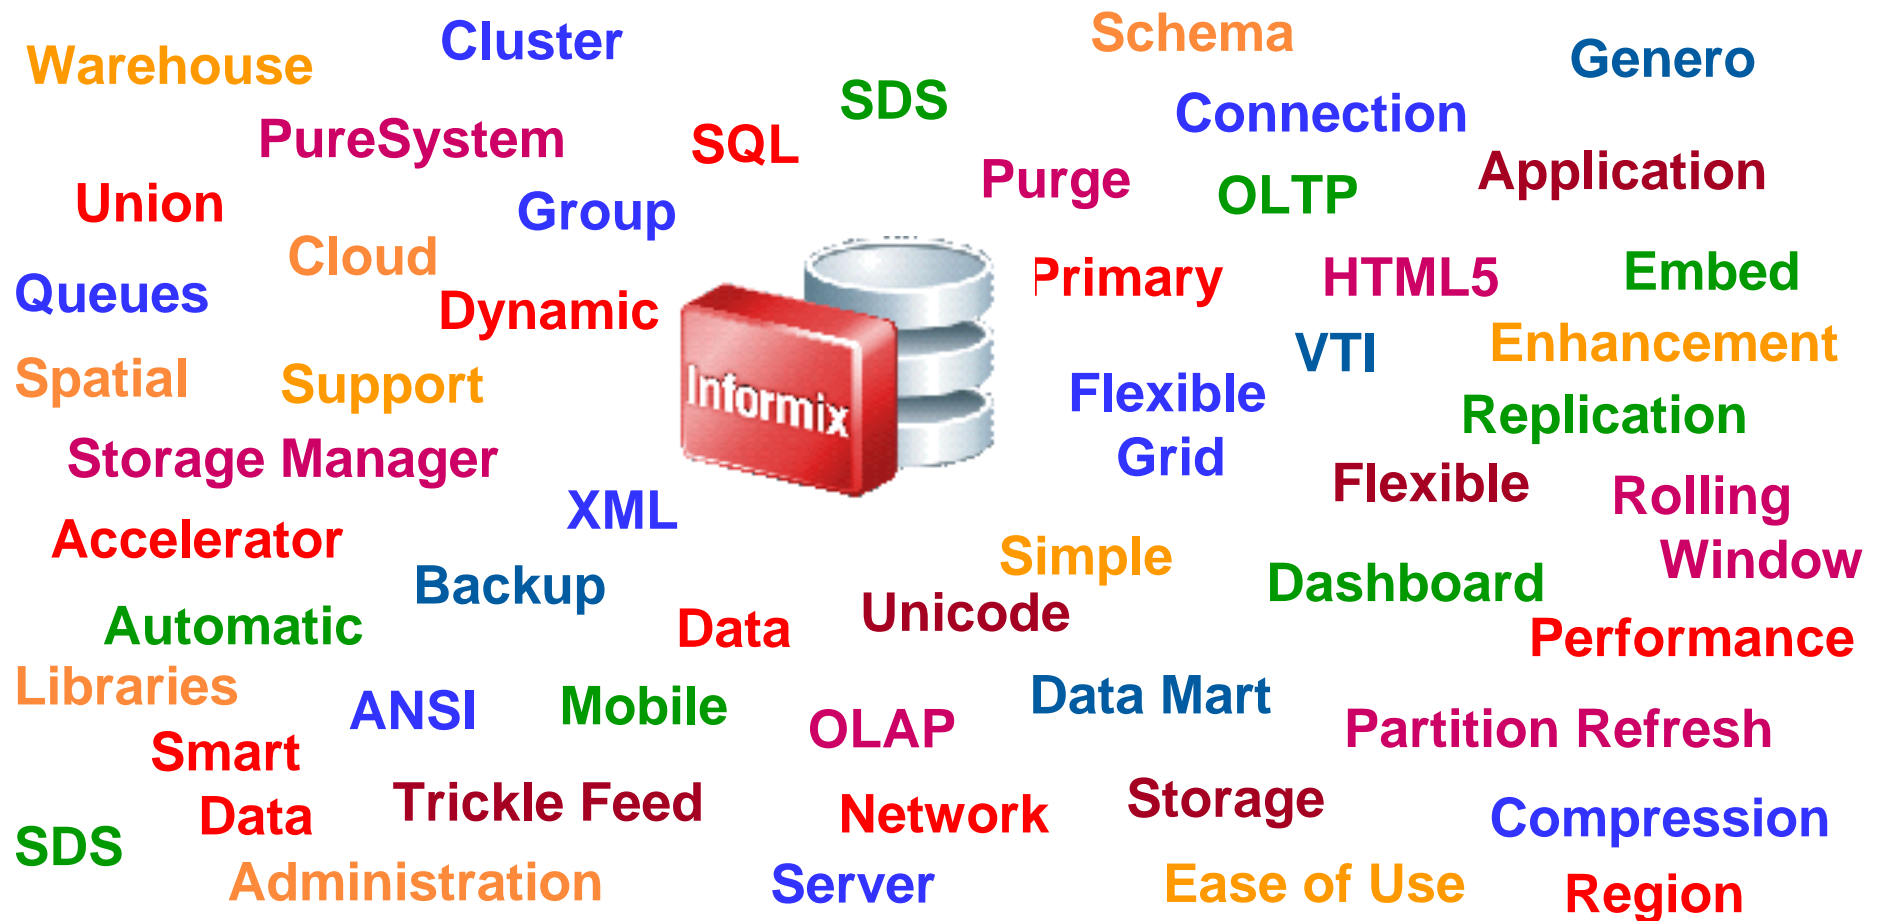 Warehouse
Cluster
Schema
Genero
SDS
Connection
PureSystem
SQL
Purge
OLTP
Application
Union
Group
Cloud
Primary
HTML5
Embed
Queues
Dynamic
VTI
Enhancement
Spatial
Support
Informix
Flexible
Grid
Replication
Storage Manager
Flexible
Rolling
Window
XML
Accelerator
Simple
Backup
Dashboard
Automatic
Data
Unicode
Performance
Libraries
ANSI
Mobile
Data Mart
OLAP
Partition Refresh
Smart
Data
Trickle Feed
Network
Storage
Compression
SDS
Administration
Server
Ease of Use
Region